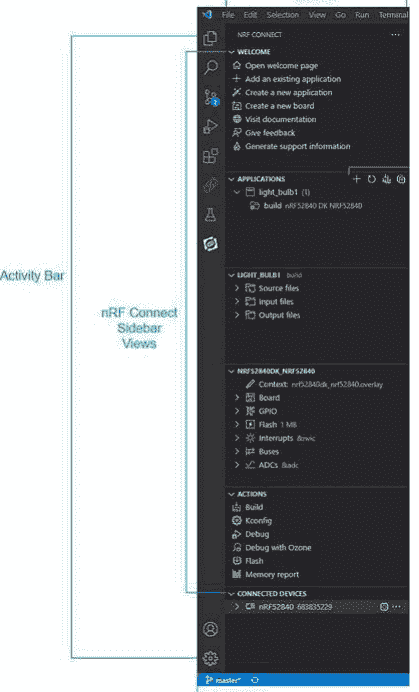 File Edit Selection View Go Run Terminal
NRF CONNECT
WELCOME
Open welcome page
Add an existing application
Create a new application
Create a new board
Visit documentation
Give feedback
Generate support information
APPLICATIONS
light_bulb1 (1)
build nRF52840 DK NRF52840
Activity Bar
nRF Connect
Sidebar
Views
LIGHT_BULB1 build
Source files
Input files
Output files
NRF52840DK_NRF52840
Context: nrf52840dk_nrf52840.overlay
Board
GPIO
Flash 1 MB
Interrupts &nvic
Buses
ADCs &adc
ACTIONS
Build
Kconfig
Debug
Debug with Ozone
Flash
Memory report
CONNECTED DEVICES
nRF52840 683835229
master*